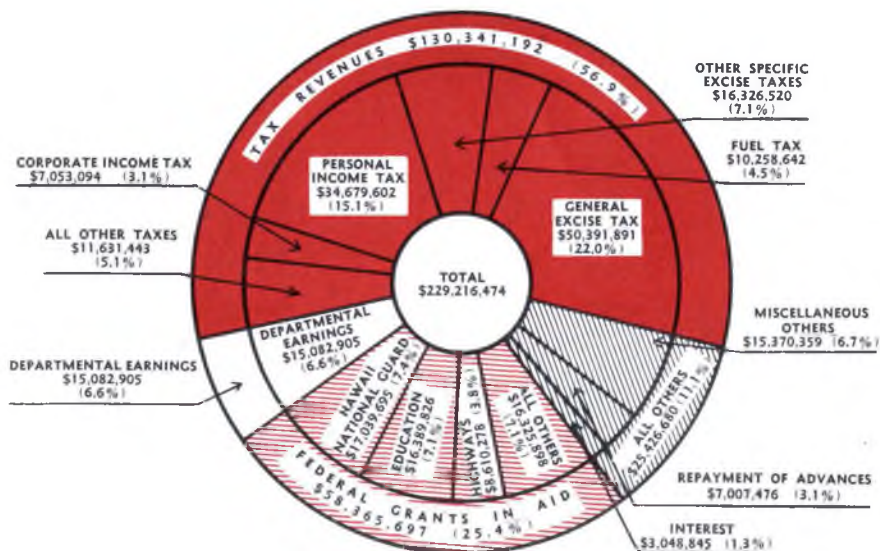 TAX REVENUES $130,341,192 (56.9%)
OTHER SPECIFIC
EXCISE TAXES
$16,326,520
(7.1%)
FUEL TAX
$10,258,642
(4.5%)
CORPORATE INCOME TAX
$7,053,094 (3.1%)
PERSONAL
INCOME TAX
$34,679,602
(15.1%)
GENERAL
EXCISE TAX
$50,391,891
(22.0%)
ALL OTHER TAXES
$11,631,443
(5.1%)
TOTAL
$229,216,474
DEPARTMENTAL
EARNINGS
$15,082,905
(6.6%)
MISCELLANEOUS
OTHERS
$15,370,359 (6.7%)
DEPARTMENTAL EARNINGS
$15,082,905
(6.6%)
HAWAII
NATIONAL GUARD
$17,039,695 (7.4%)
EDUCATION
$16,389,826
(7.1%)
HIGHWAYS
$8,610,278 (3.8%)
ALL OTHERS
$16,325,898
(7.1%)
ALL OTHERS
$25,426,680 (11.1%)
FEDERAL GRANTS IN AID
$58,365,697 (25.4%)
REPAYMENT OF ADVANCES
$7,007,476 (3.1%)
INTEREST
$3,048,845 (1.3%)